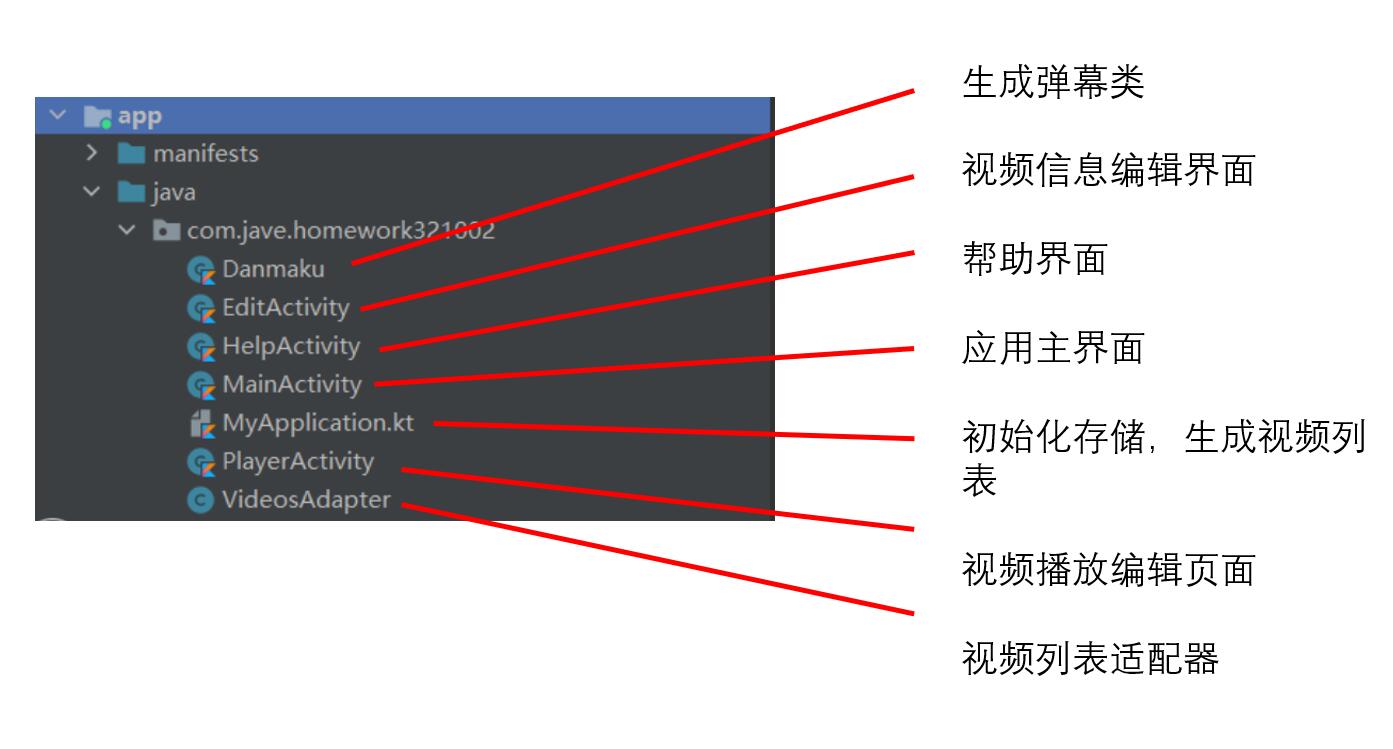 app
manifests
java
com.jave.homework321002
Danmaku
EditActivity
HelpActivity
MainActivity
MyApplication.kt
PlayerActivity
VideosAdapter
生成弹幕类
视频信息编辑界面
帮助界面
应用主界面
初始化存储，生成视频列
表
视频播放编辑页面
视频列表适配器